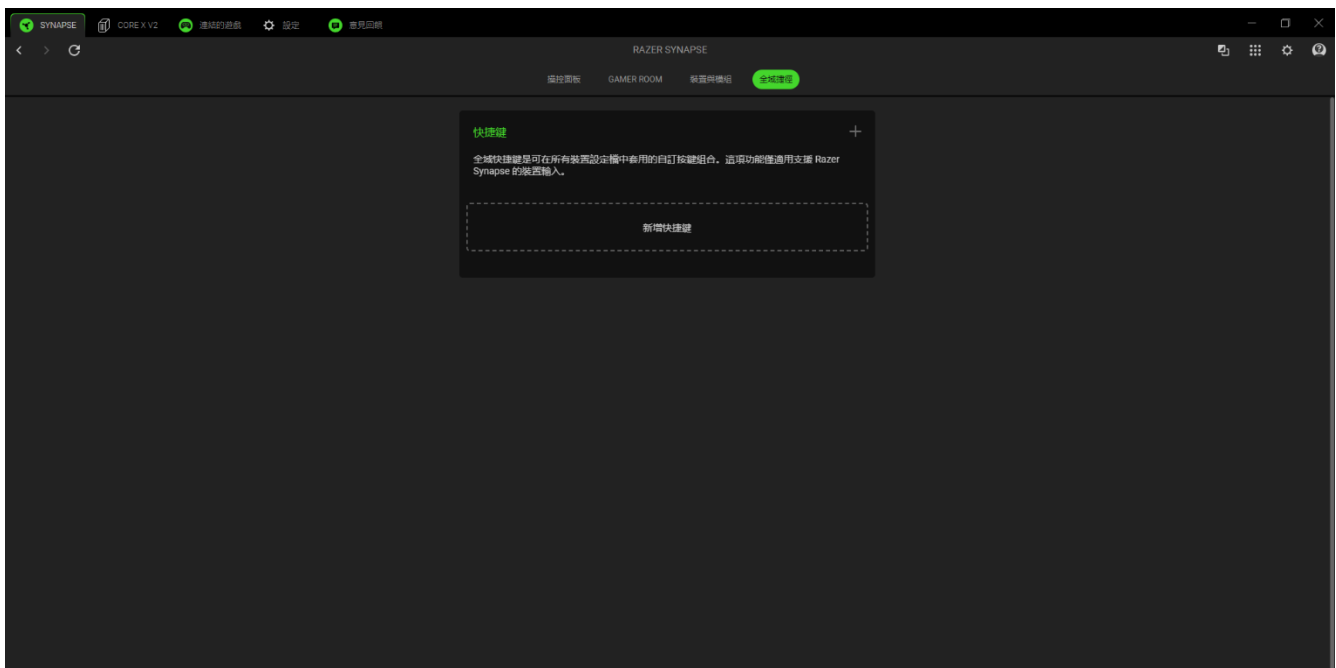 SYNAPSE
CORE X V2
連結的遊戲
設定
意見回饋
RAZER SYNAPSE
操控面板
GAMER ROOM
裝置與模組
全域捷徑
快捷鍵
全域快捷鍵是可在所有裝置設定檔中套用的自訂按鍵組合。這項功能僅適用支援 Razer
Synapse 的裝置輸入。
新增快捷鍵